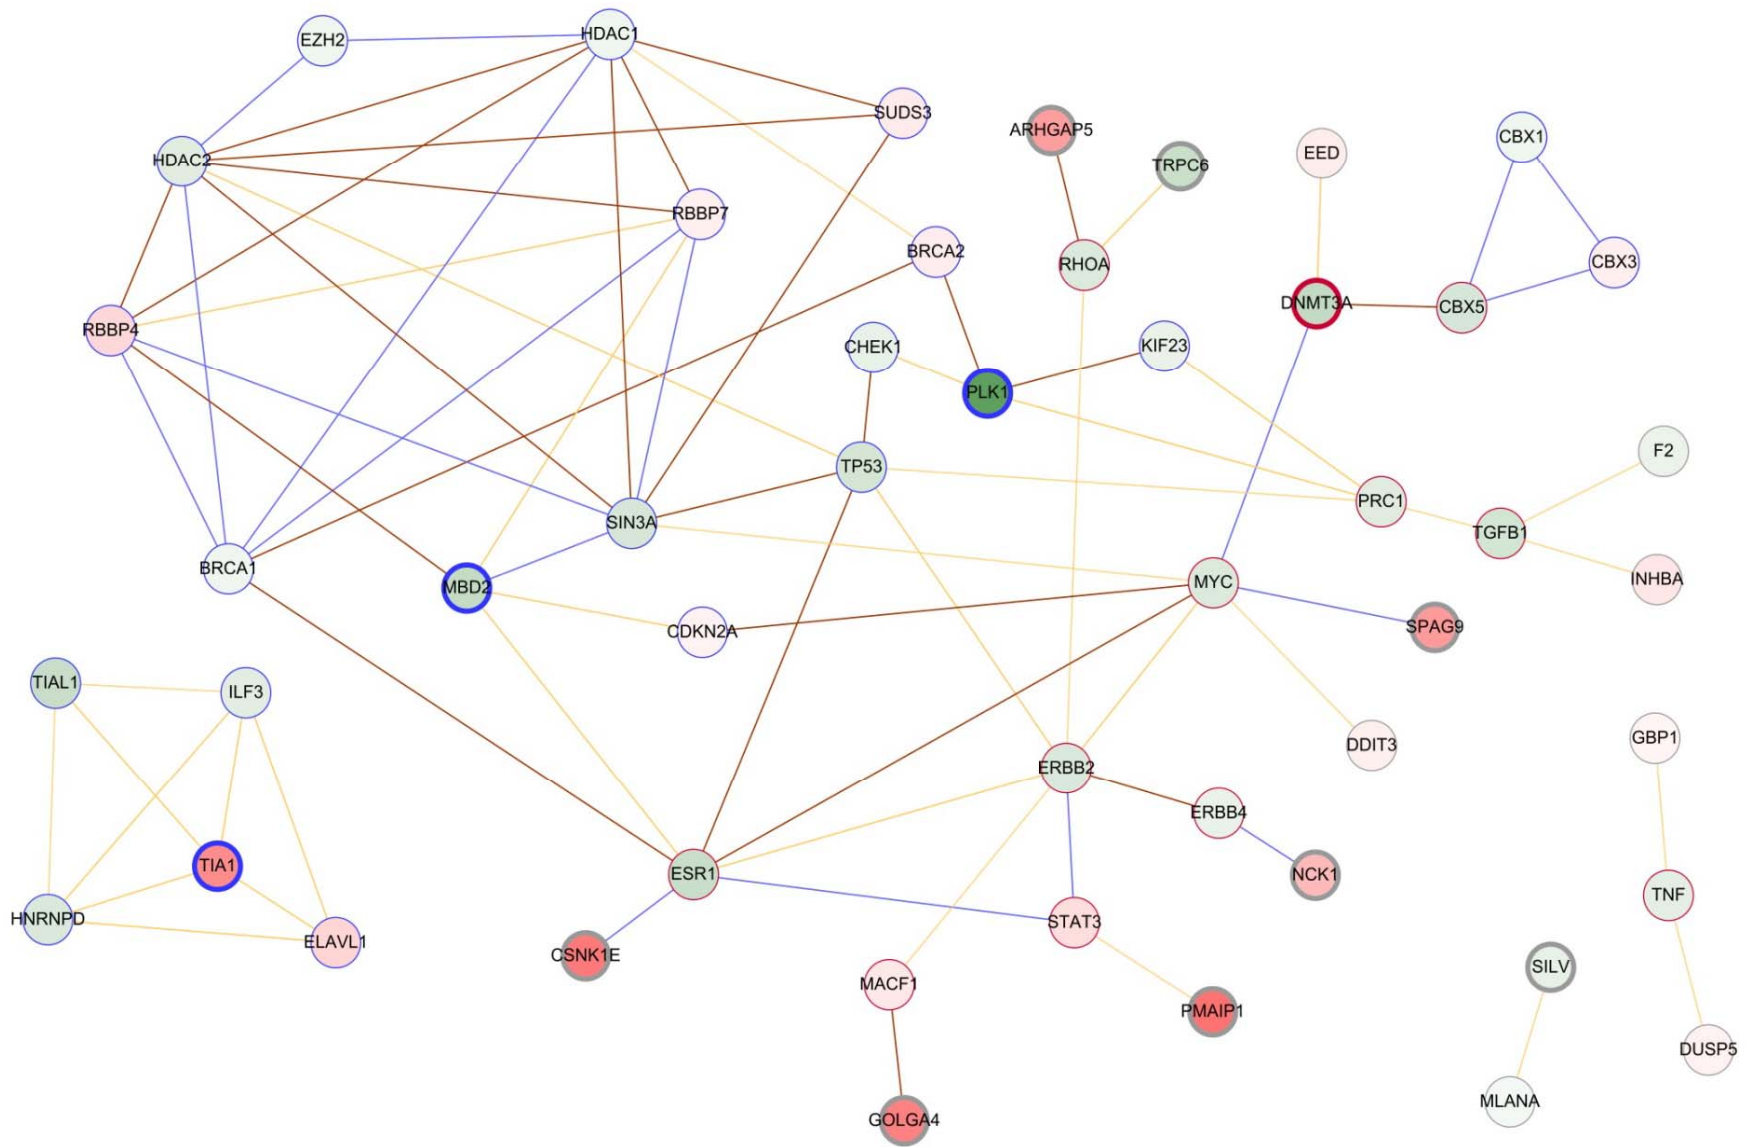 HDAC1
EZH2
SUDS3
ARHGAP5
CBX1
EED
HDAC2
TRPC6
RBBP7
BRCA2
RHOA
CBX3
DNMT3A
CBX5
RBBP4
CHEK1
KIF23
PLK1
F2
TP53
PRC1
SIN3A
TGFB1
BRCA1
INHBA
MYC
MBD2
CDKN2A
SPAG9
TIAL1
ILF3
GBP1
DDIT3
ERBB2
ERBB4
TIA1
ESR1
NCK1
TNF
HNRNPD
STAT3
ELAVL1
CSNK1E
SILV
MACF1
PMAIP1
DUSP5
MLANA
GOLGA4